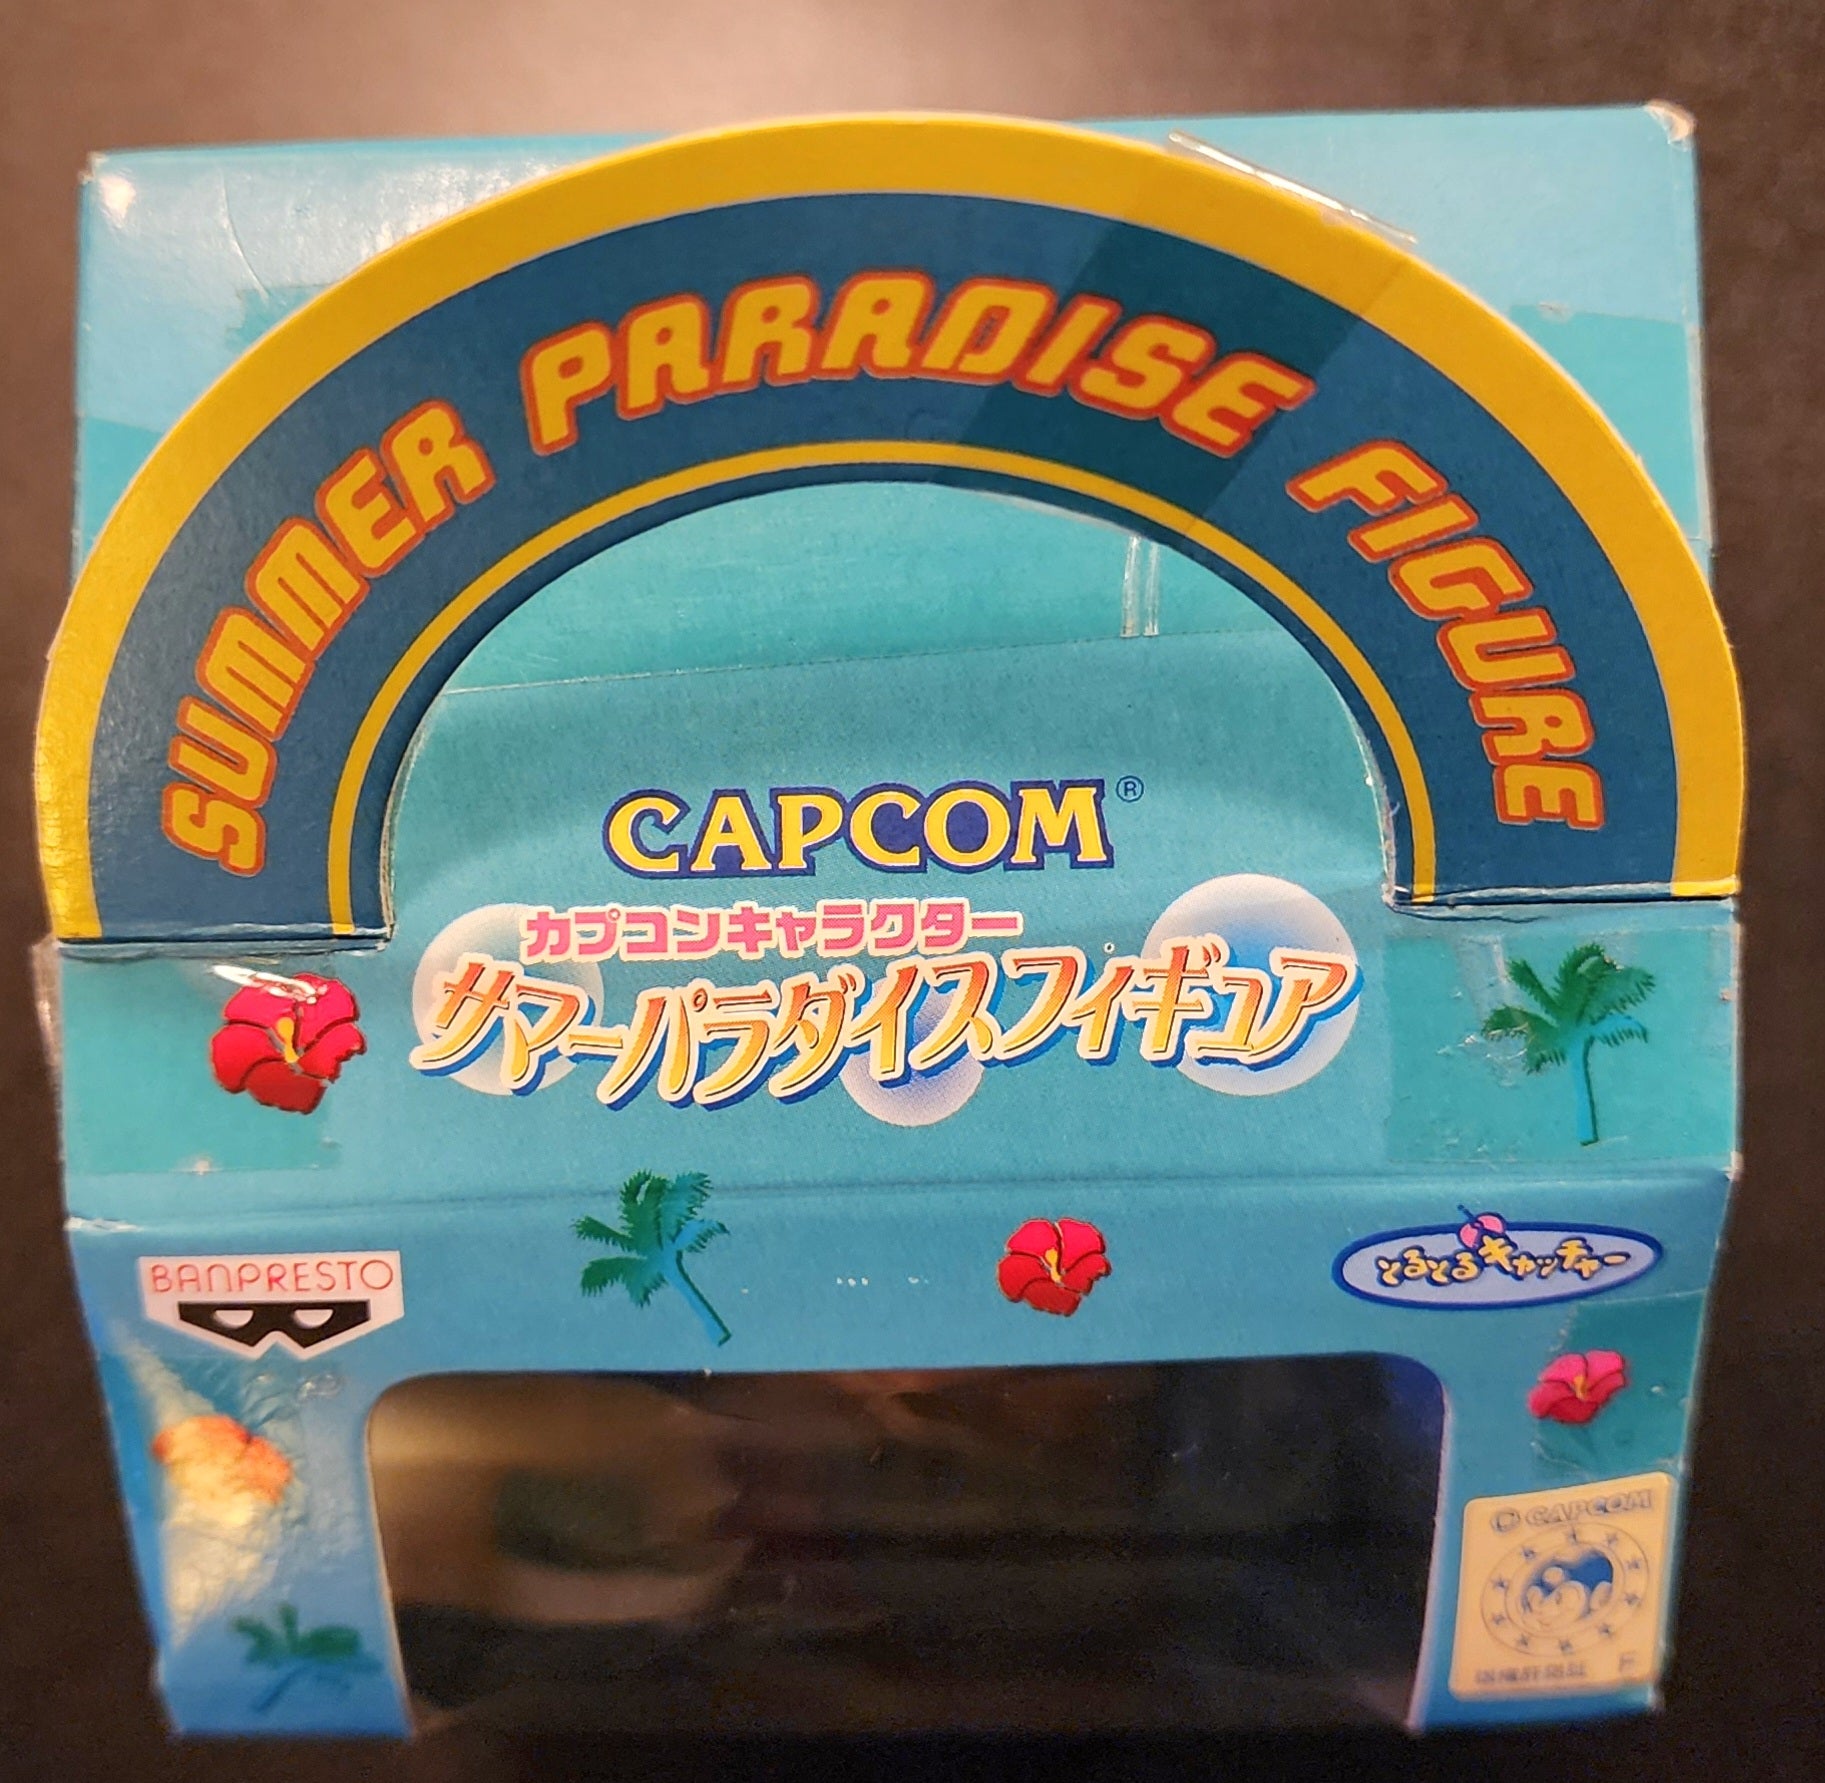 SUMMER PARADISE FIGURE
CAPCOM®
カプコンキャラクター
サマーパラダイスフィギュア
BANPRESTO
とるとるキャッチャー
© CAPCOM